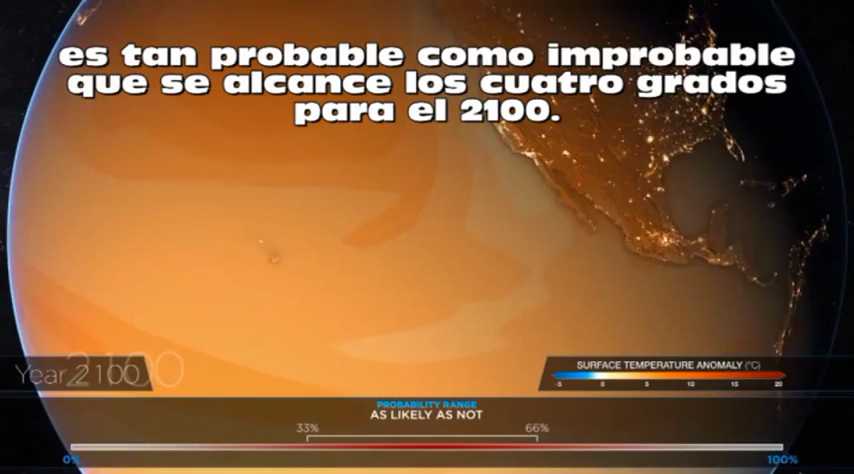 es tan probable como improbable
que se alcance los cuatro grados
para el 2100.
Year 2100
2100
SURFACE TEMPERATURE ANOMALY (°C)
-5 0 5 10 15 20
PROBABILITY RANGE
AS LIKELY AS NOT
33% 66%
0% 100%